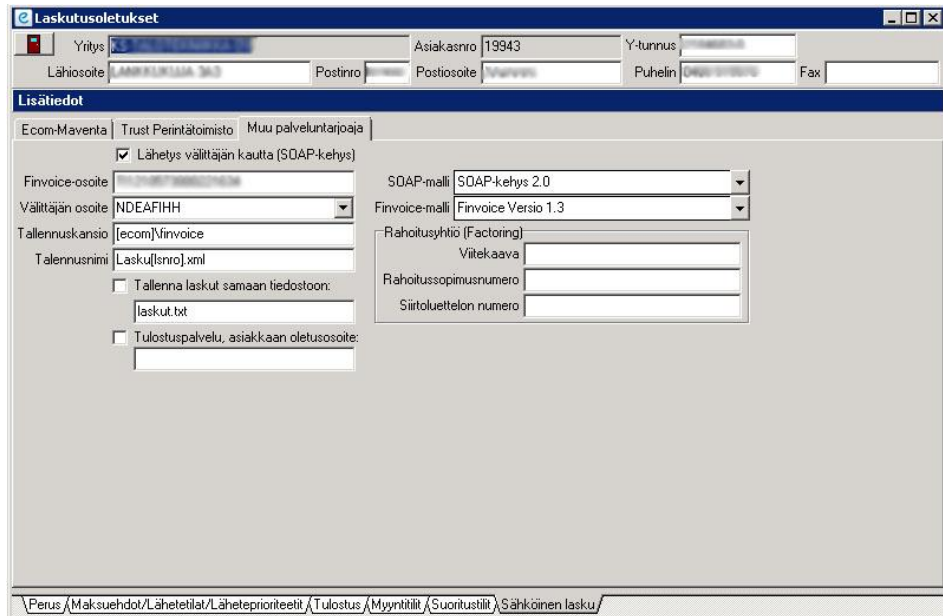 Laskutusoletukset
Yritys Asiakasnro 19943 Y-tunnus
Lähiosoite Postinro Postiosoite Puhelin Fax
Lisätiedot
Ecom-Maventa Trust Perintätoimisto Muu palveluntarjoaja
Lähetys välittäjän kautta (SOAP-kehys)
Finvoice-osoite SOAP-malli SOAP-kehys 2.0
Välittäjän osoite NDEAFIHH Finvoice-malli Finvoice Versio 1.3
Tallennuskansio [ecom]\finvoice Rahoitusyhtiö (Factoring)
Viitekaava
Talennusnimi Lasku[lsnro].xml Rahoitussopimusnumero
Tallenna laskut samaan tiedostoon: Siirtoluettelon numero
laskut.txt
Tulostuspalvelu, asiakkaan oletusosoite:
Perus Maksuehdot/Lähetetilat/Läheteprioriteetit Tulostus Myyntitilit Suoritustilit Sähköinen lasku